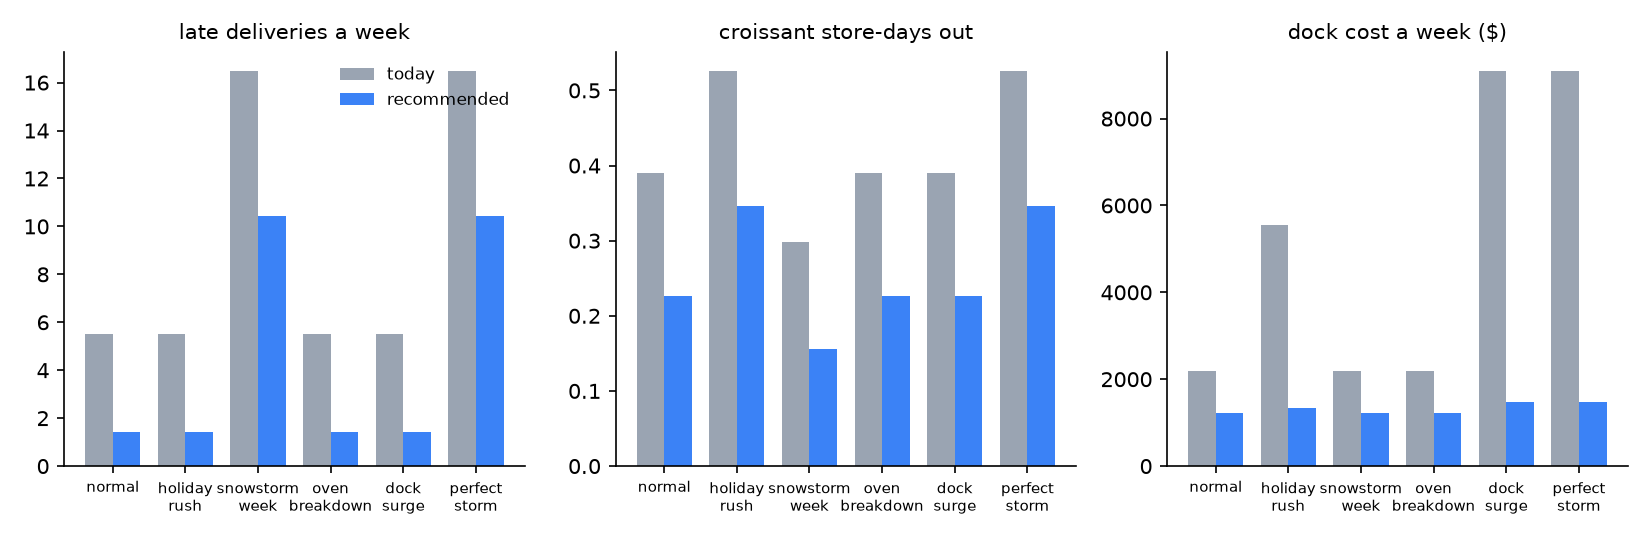 late deliveries a week
today
recommended
16
14
12
10
8
6
4
2
0
normal
holiday
rush
snowstorm
week
oven
breakdown
dock
surge
perfect
storm
croissant store-days out
0.5
0.4
0.3
0.2
0.1
0.0
normal
holiday
rush
snowstorm
week
oven
breakdown
dock
surge
perfect
storm
dock cost a week ($)
8000
6000
4000
2000
0
normal
holiday
rush
snowstorm
week
oven
breakdown
dock
surge
perfect
storm